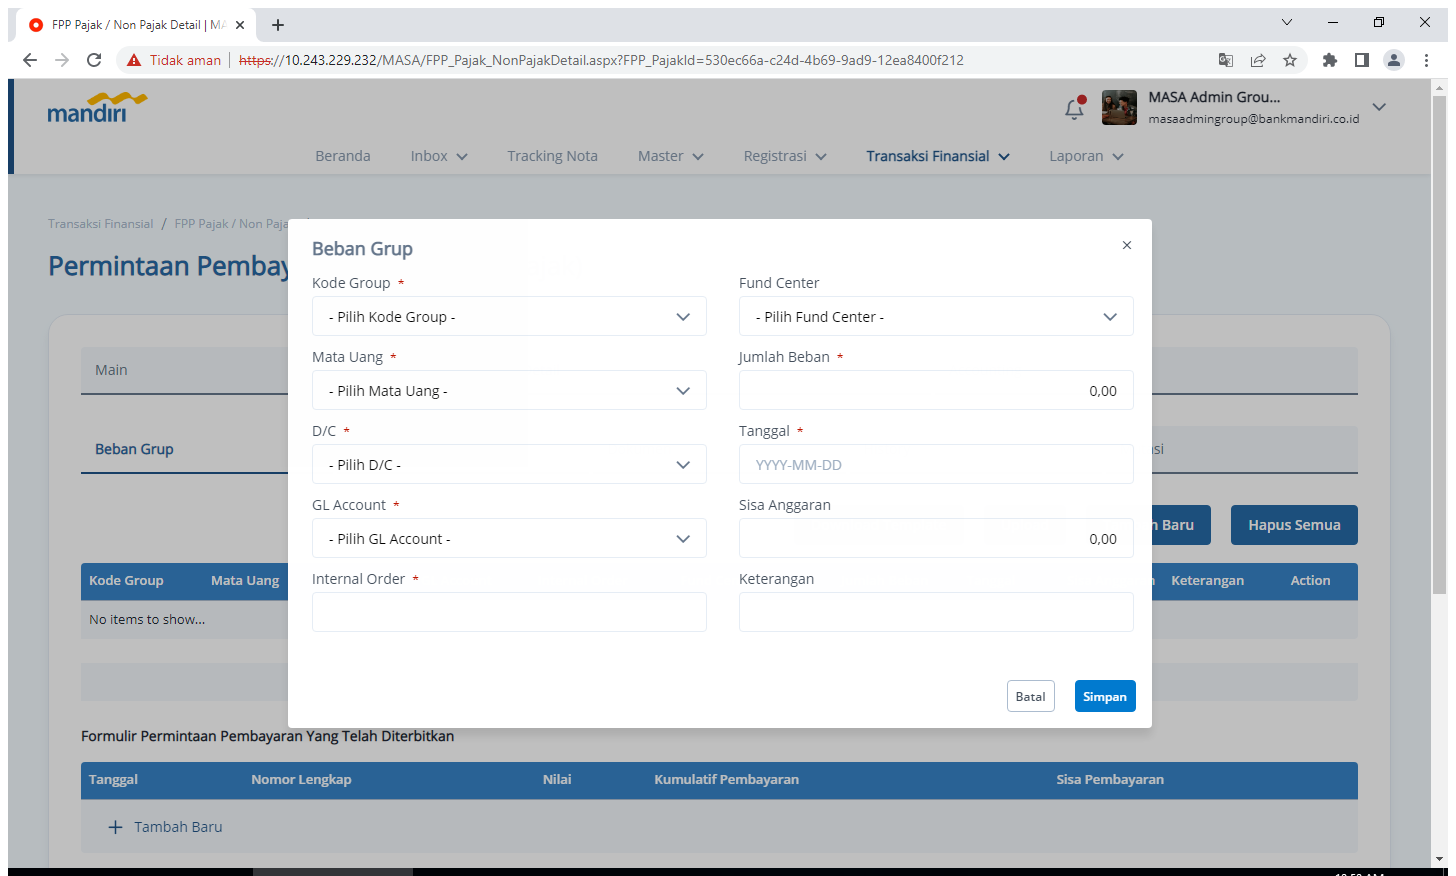 FPP Pajak / Non Pajak Detail | MA
Tidak aman
https://10.243.229.232/MASA/FPP_Pajak_NonPajakDetail.aspx?FPP_PajakId=530ec66a-c24d-4b69-9ad9-12ea8400f212
mandiri
MASA Admin Grou...
masaadmingroup@bankmandiri.co.id
Beranda Inbox Tracking Nota Master Registrasi Transaksi Finansial Laporan
Transaksi Finansial / FPP Pajak / Non Paja
Permintaan Pembay
Main
Beban Grup
si
n Baru Hapus Semua
Kode Group Mata Uang Keterangan Action
No items to show...
Beban Grup
Kode Group * Fund Center
- Pilih Kode Group - - Pilih Fund Center -
Mata Uang * Jumlah Beban *
- Pilih Mata Uang - 0,00
D/C * Tanggal *
- Pilih D/C - YYYY-MM-DD
GL Account * Sisa Anggaran
- Pilih GL Account - 0,00
Internal Order * Keterangan
Batal Simpan
Formulir Permintaan Pembayaran Yang Telah Diterbitkan
Tanggal Nomor Lengkap Nilai Kumulatif Pembayaran Sisa Pembayaran
+ Tambah Baru